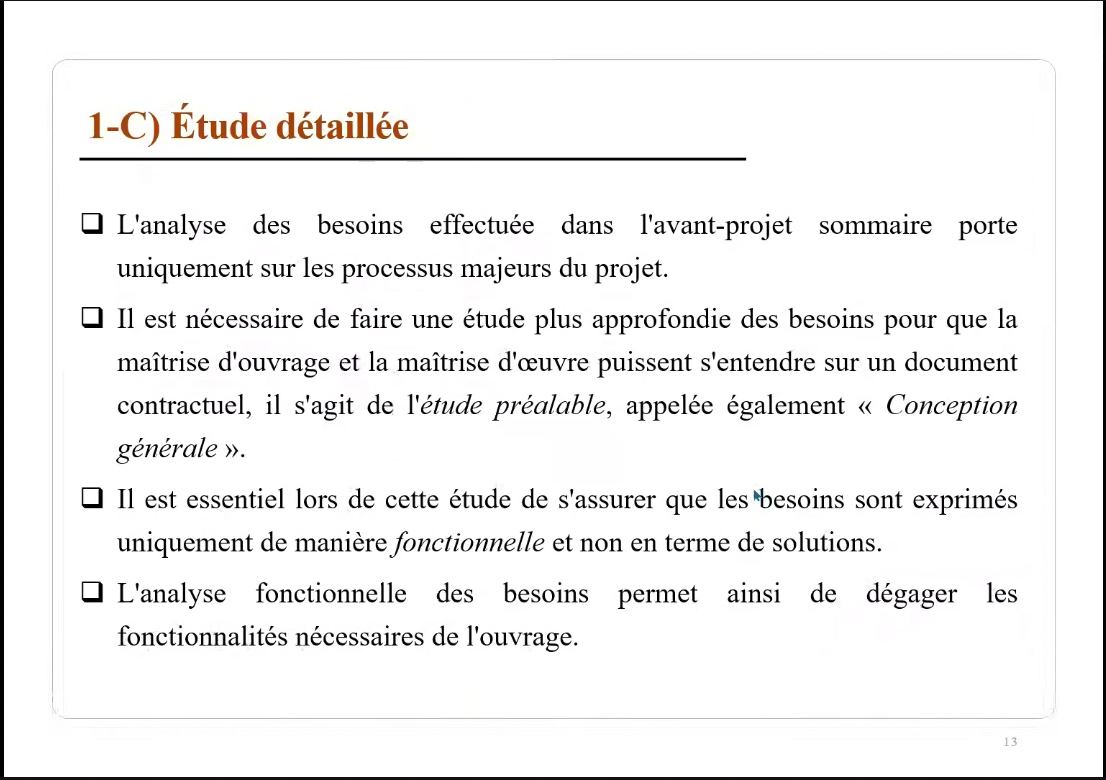 1-C) Étude détaillée
❑ L'analyse des besoins effectuée dans l'avant-projet sommaire porte
uniquement sur les processus majeurs du projet.
❑ Il est nécessaire de faire une étude plus approfondie des besoins pour que la
maîtrise d'ouvrage et la maîtrise d'œuvre puissent s'entendre sur un document
contractuel, il s'agit de l'étude préalable, appelée également « Conception
générale ».
❑ Il est essentiel lors de cette étude de s'assurer que les besoins sont exprimés
uniquement de manière fonctionnelle et non en terme de solutions.
❑ L'analyse fonctionnelle des besoins permet ainsi de dégager les
fonctionnalités nécessaires de l'ouvrage.
13